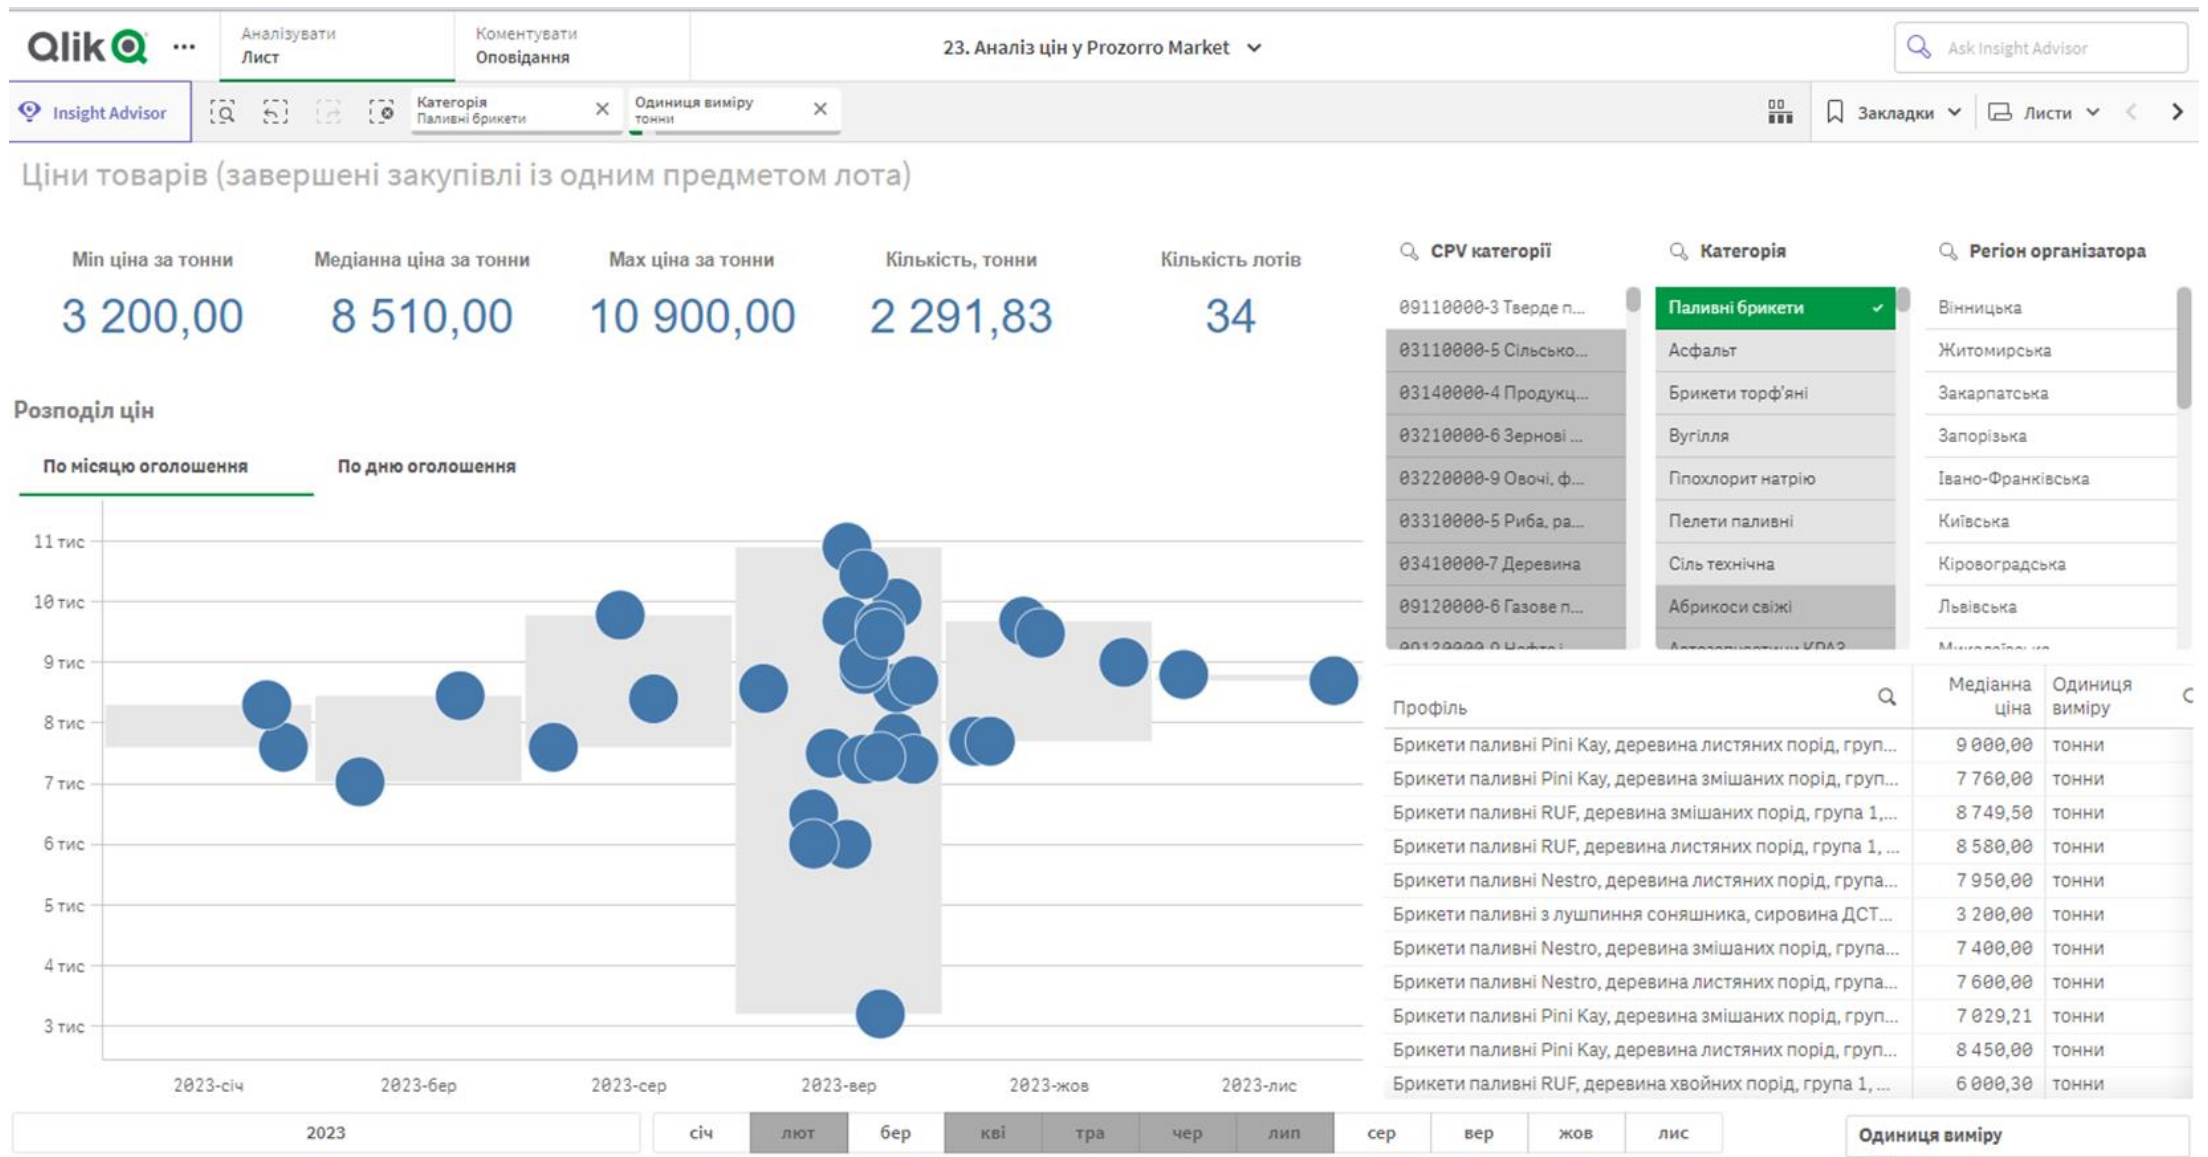 Qlik
Аналізувати
Лист
Коментувати
Оповідання
23. Аналіз цін у Prozorro Market
Ask Insight Advisor
Insight Advisor
Категорія
Паливні брикети
Одиниця виміру
тонни
Закладки
Листи
Ціни товарів (завершені закупівлі із одним предметом лота)
Min ціна за тонни
3 200,00
Медіанна ціна за тонни
8 510,00
Max ціна за тонни
10 900,00
Кількість, тонни
2 291,83
Кількість лотів
34
CPV категорії
09110000-3 Тверде п...
03110000-5 Сільсько...
03140000-4 Продукц...
03210000-6 Зернові ...
03220000-9 Овочі, ф...
03310000-5 Риба, ра...
03410000-7 Деревина
09120000-6 Газове п...
Категорія
Паливні брикети
Асфальт
Брикети торф'яні
Вугілля
Гіпохлорит натрію
Пелети паливні
Сіль технічна
Абрикоси свіжі
Регіон організатора
Вінницька
Житомирська
Закарпатська
Запорізька
Івано-Франківська
Київська
Кіровоградська
Львівська
Розподіл цін
По місяцю оголошення
По дню оголошення
11 тис
10 тис
9 тис
8 тис
7 тис
6 тис
5 тис
4 тис
3 тис
2023-січ
2023-бер
2023-сер
2023-вер
2023-жов
2023-лис
Профіль
Медіанна ціна
Одиниця виміру
Брикети паливні Pini Kay, деревина листяних порід, груп... 9 000,00 тонни
Брикети паливні Pini Kay, деревина змішаних порід, груп... 7 760,00 тонни
Брикети паливні RUF, деревина змішаних порід, група 1,... 8 749,50 тонни
Брикети паливні RUF, деревина листяних порід, група 1, ... 8 580,00 тонни
Брикети паливні Nestro, деревина листяних порід, група... 7 950,00 тонни
Брикети паливні з лушпиння соняшника, сировина ДСТ... 3 200,00 тонни
Брикети паливні Nestro, деревина змішаних порід, група... 7 400,00 тонни
Брикети паливні Nestro, деревина листяних порід, група... 7 600,00 тонни
Брикети паливні Pini Kay, деревина змішаних порід, груп... 7 029,21 тонни
Брикети паливні Pini Kay, деревина листяних порід, груп... 8 450,00 тонни
Брикети паливні RUF, деревина хвойних порід, група 1, ... 6 000,30 тонни
2023
січ
лют
бер
кві
тра
чер
лип
сер
вер
жов
лис
Одиниця виміру